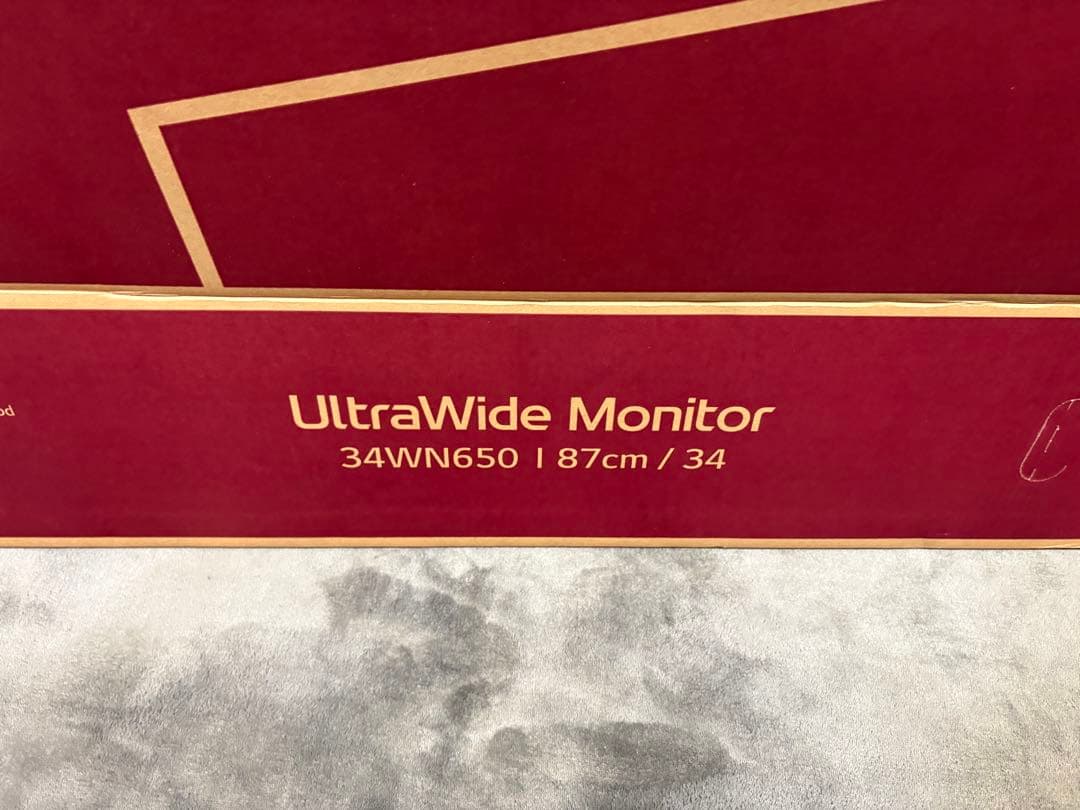 UltraWide Monitor
34WN650 | 87cm / 34